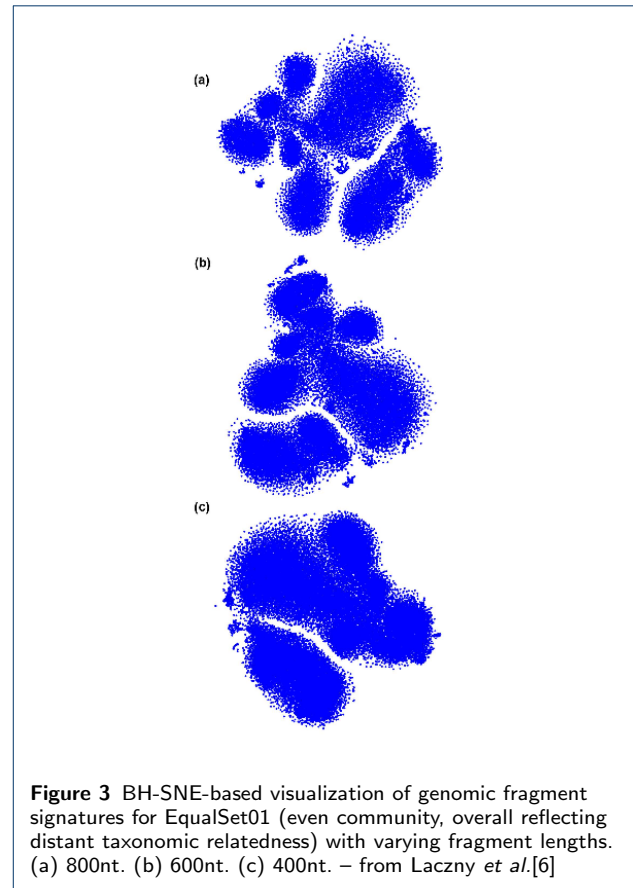 (a)
(b)
(c)
Figure 3 BH-SNE-based visualization of genomic fragment
signatures for EqualSet01 (even community, overall reflecting
distant taxonomic relatedness) with varying fragment lengths.
(a) 800nt. (b) 600nt. (c) 400nt. – from Laczny et al.[6]